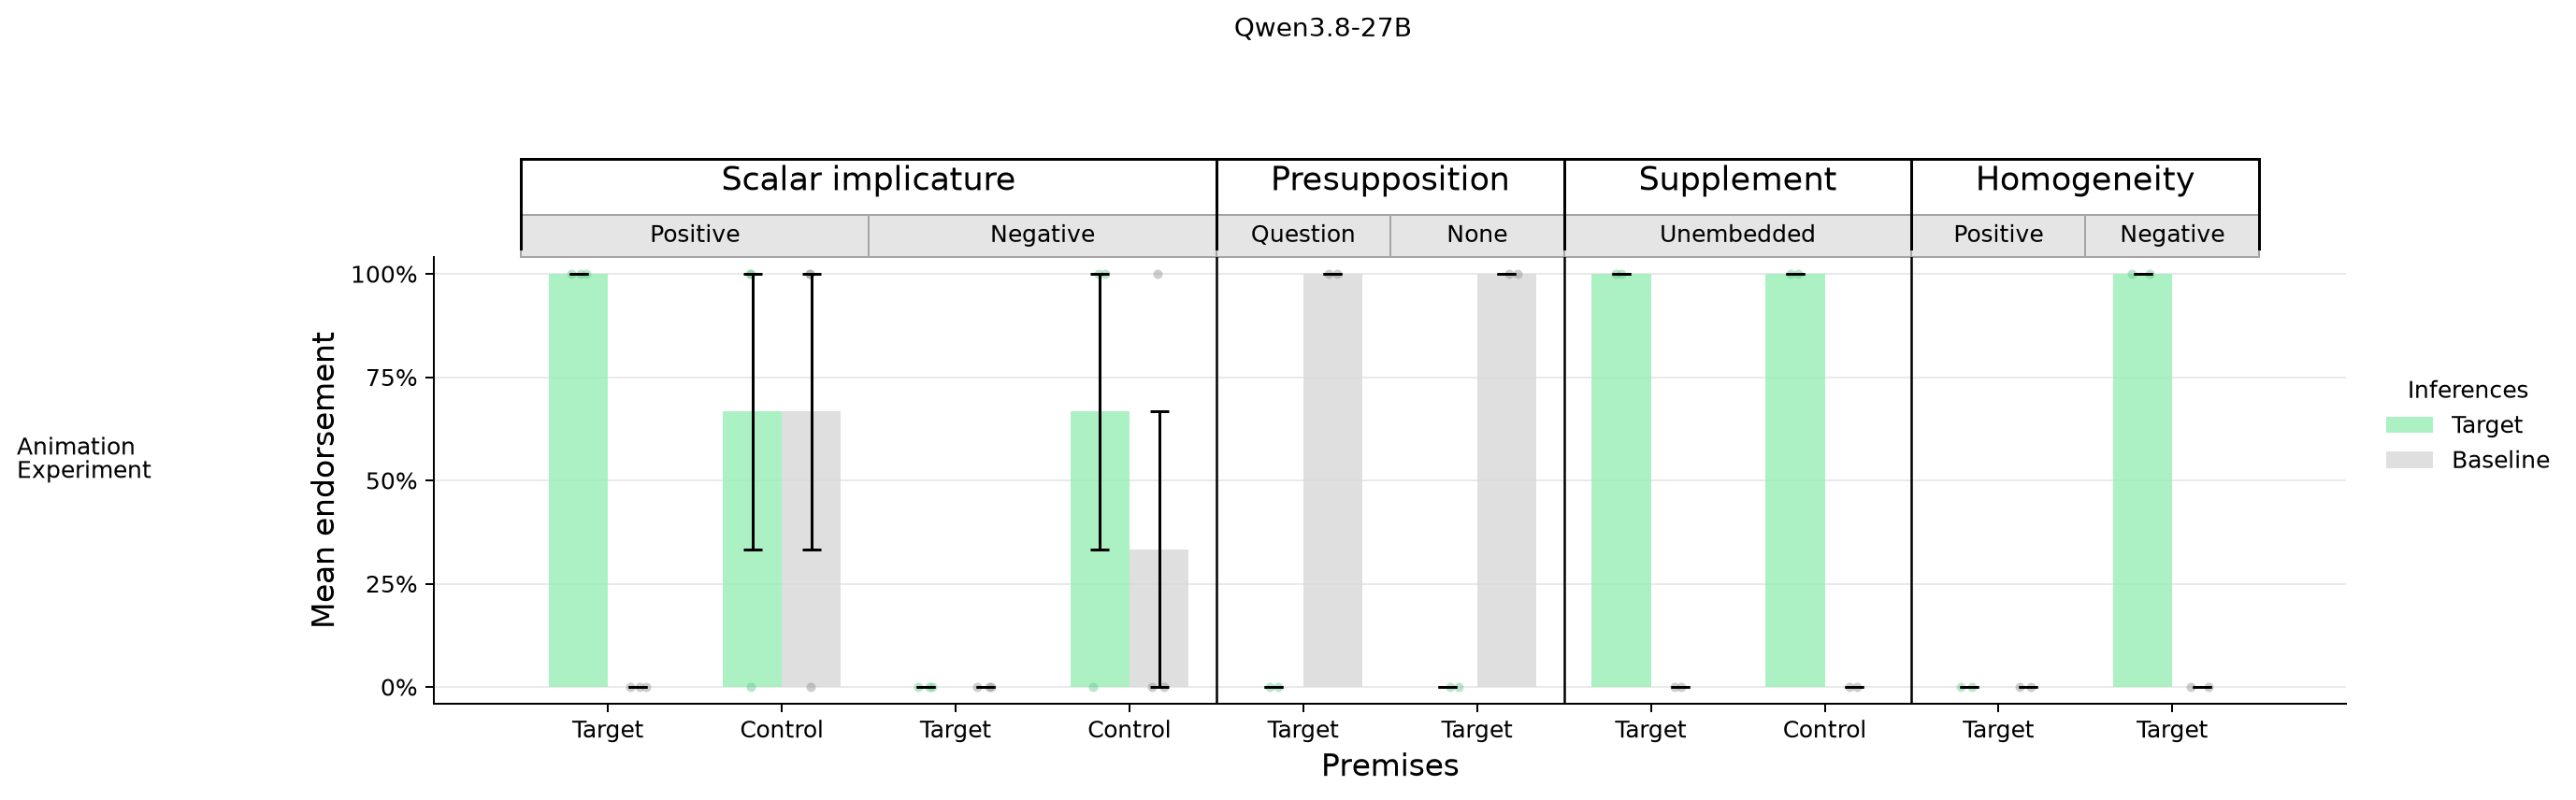 Qwen3.8-27B
Scalar implicature Presupposition Supplement Homogeneity
Positive Negative Question None Unembedded Positive Negative
100%
75%
50%
25%
0%
Mean endorsement
Animation
Experiment
Inferences
Target
Baseline
Target Control Target Control Target Target Target Control Target Target
Premises